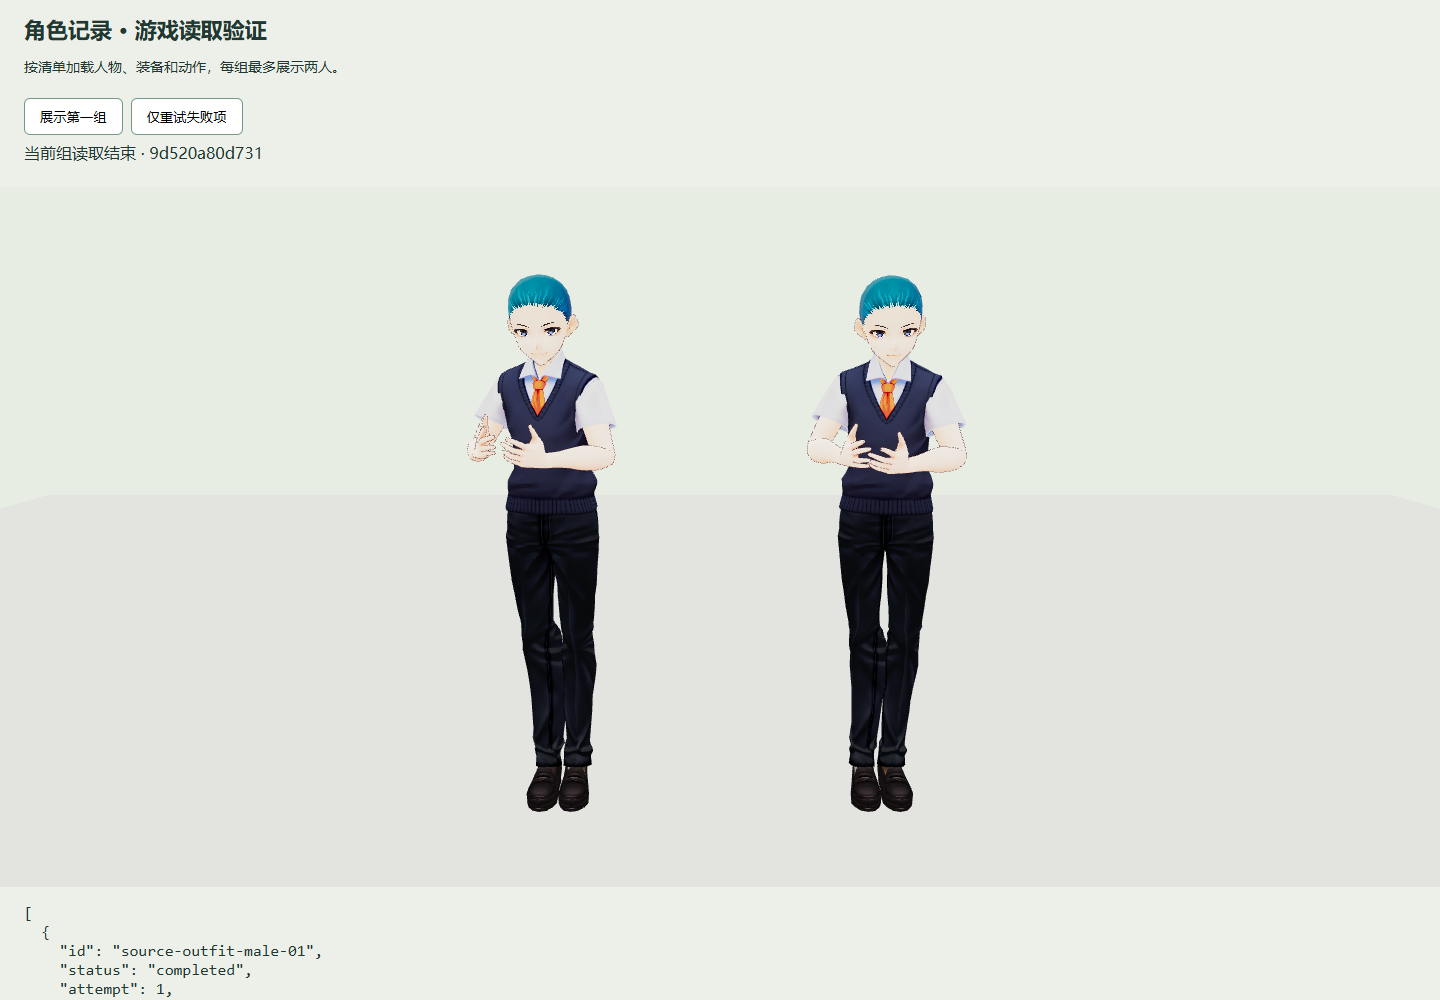 角色记录 • 游戏读取验证
按清单加载人物、装备和动作，每组最多展示两人。
展示第一组 仅重试失败项
当前组读取结束 · 9d520a80d731
[
{
"id": "source-outfit-male-01",
"status": "completed",
"attempt": 1,